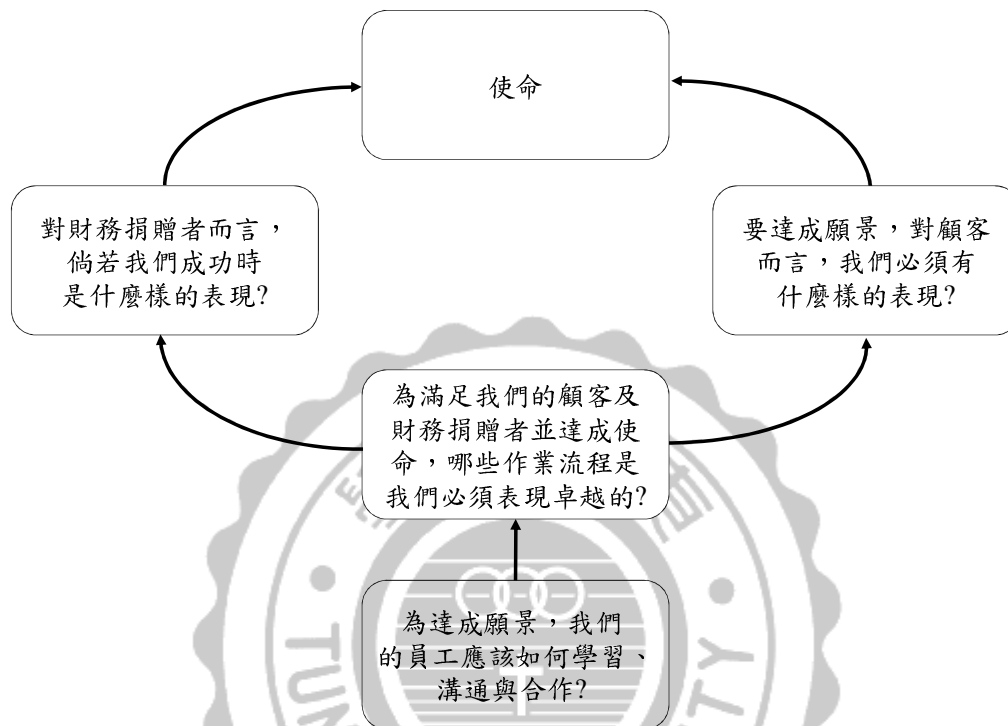 使命
對財務捐贈者而言，
倘若我們成功時
是什麼樣的表現?
要達成願景，對顧客
而言，我們必須有
什麼樣的表現?
為滿足我們的顧客及
財務捐贈者並達成使
命，哪些作業流程是
我們必須表現卓越的?
為達成願景，我們
的員工應該如何學習、
溝通與合作?